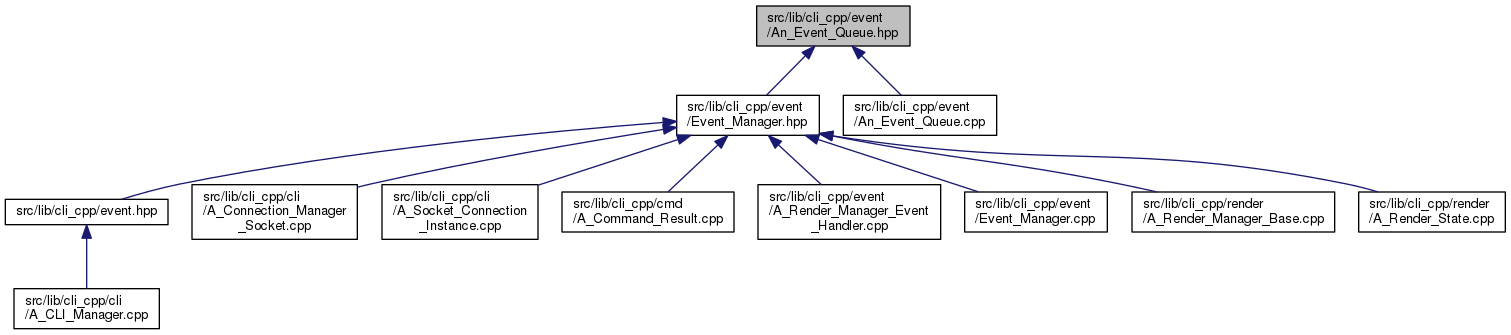 src/lib/cli_cpp/event
/An_Event_Queue.hpp
src/lib/cli_cpp/event
/Event_Manager.hpp
src/lib/cli_cpp/event
/An_Event_Queue.cpp
src/lib/cli_cpp/event.hpp
src/lib/cli_cpp/cli
/A_Connection_Manager
_Socket.cpp
src/lib/cli_cpp/cli
/A_Socket_Connection
_Instance.cpp
src/lib/cli_cpp/cmd
/A_Command_Result.cpp
src/lib/cli_cpp/event
/A_Render_Manager_Event
_Handler.cpp
src/lib/cli_cpp/event
/Event_Manager.cpp
src/lib/cli_cpp/render
/A_Render_Manager_Base.cpp
src/lib/cli_cpp/render
/A_Render_State.cpp
src/lib/cli_cpp/cli
/A_CLI_Manager.cpp